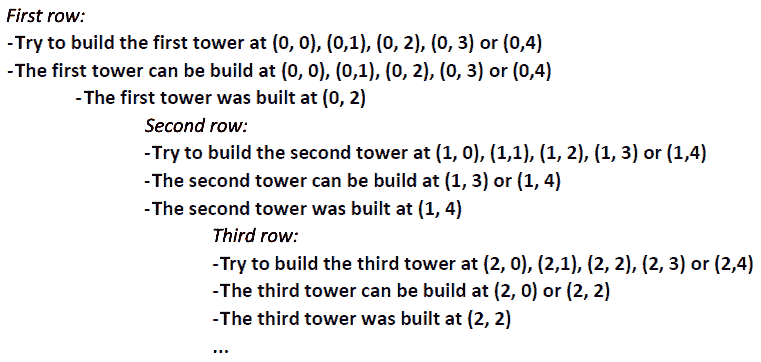 First row:
-Try to build the first tower at (0, 0), (0,1), (0, 2), (0, 3) or (0,4)
-The first tower can be build at (0, 0), (0,1), (0, 2), (0, 3) or (0,4)
-The first tower was built at (0, 2)
Second row:
-Try to build the second tower at (1, 0), (1,1), (1, 2), (1, 3) or (1,4)
-The second tower can be build at (1, 3) or (1, 4)
-The second tower was built at (1, 4)
Third row:
-Try to build the third tower at (2, 0), (2,1), (2, 2), (2, 3) or (2,4)
-The third tower can be build at (2, 0) or (2, 2)
-The third tower was built at (2, 2)
...